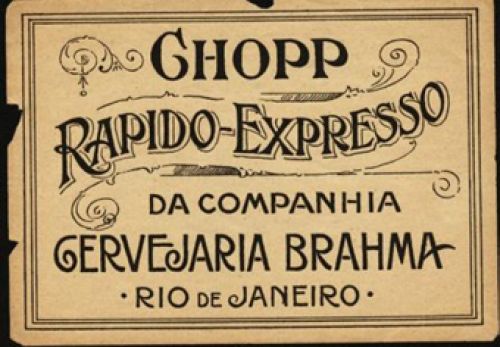 CHOPP
RAPIDO-EXPRESSO
DA COMPANHIA
CERVEJARIA BRAHMA
· RIO DE JANEIRO ·